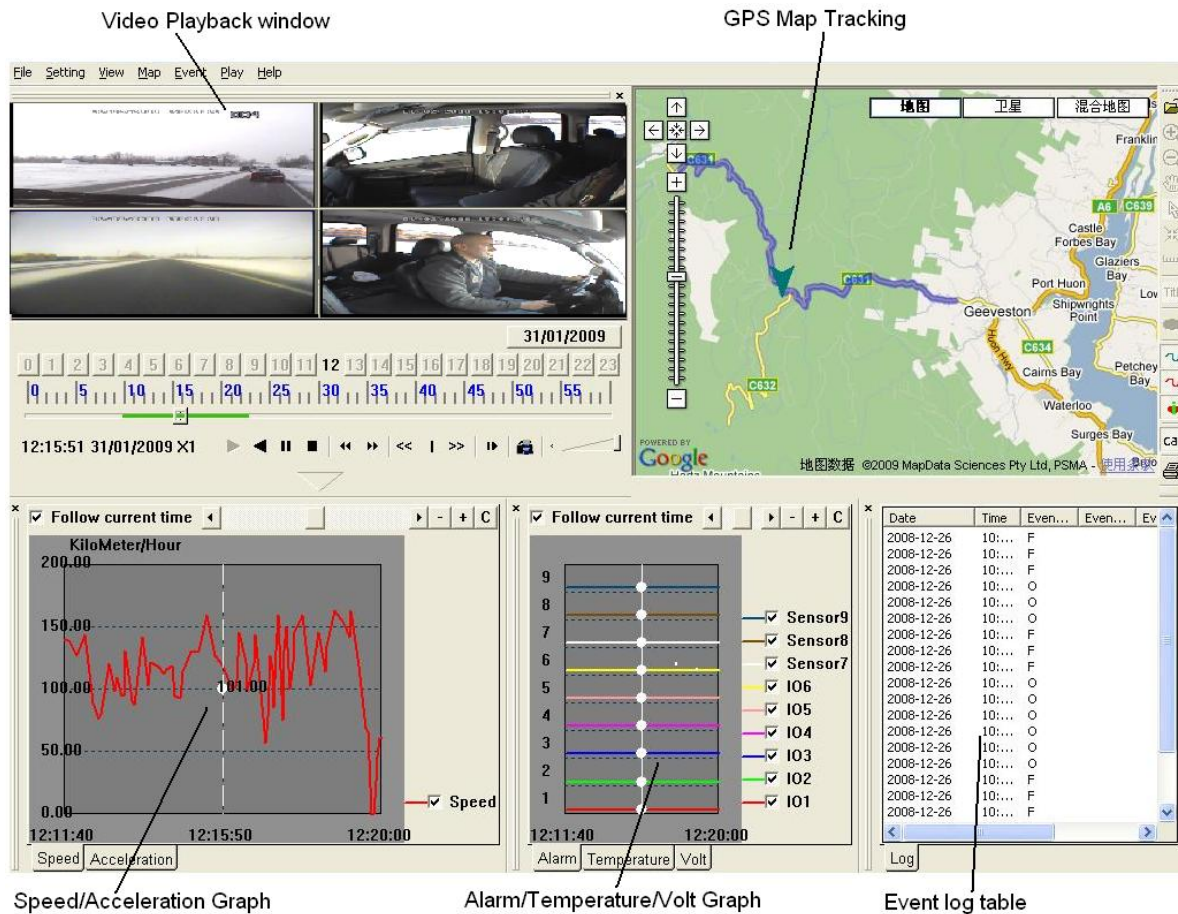 Video Playback window
GPS Map Tracking
File Setting View Map Event Play Help
地图 卫星 混合地图
C631
Franklin
A6 C639
Castle
Forbes Bay
Glaziers
Bay
Port Huon
Shipwrights
Point
C631
Geeveston
Huon Hwy
C634
Cairns Bay
Petchey
Bay
C632
Waterloo
Surges Bay
POWERED BY
Google
Hartz Mountains
地图数据 ©2009 MapData Sciences Pty Ltd, PSMA - 使用条款
Titl
ca
31/01/2009
0 1 2 3 4 5 6 7 8 9 10 11 12 13 14 15 16 17 18 19 20 21 22 23
0 5 10 15 20 25 30 35 40 45 50 55
12:15:51 31/01/2009 X1
Follow current time - + C
KiloMeter/Hour
200.00
150.00
100.00
101.00
50.00
0.00
Speed
12:11:40 12:15:50 12:20:00
Speed Acceleration
Follow current time - + C
9
8
7
6
5
4
3
2
1
Sensor9
Sensor8
Sensor7
IO6
IO5
IO4
IO3
IO2
IO1
12:11:40 12:20:00
Alarm Temperature Volt
Date Time Even... Even... Ev
2008-12-26 10:... F
2008-12-26 10:... F
2008-12-26 10:... F
2008-12-26 10:... O
2008-12-26 10:... O
2008-12-26 10:... O
2008-12-26 10:... F
2008-12-26 10:... F
2008-12-26 10:... F
2008-12-26 10:... O
2008-12-26 10:... O
2008-12-26 10:... O
2008-12-26 10:... O
2008-12-26 10:... O
2008-12-26 10:... O
2008-12-26 10:... F
2008-12-26 10:... F
2008-12-26 10:... F
Log
Speed/Acceleration Graph
Alarm/Temperature/Volt Graph
Event log table